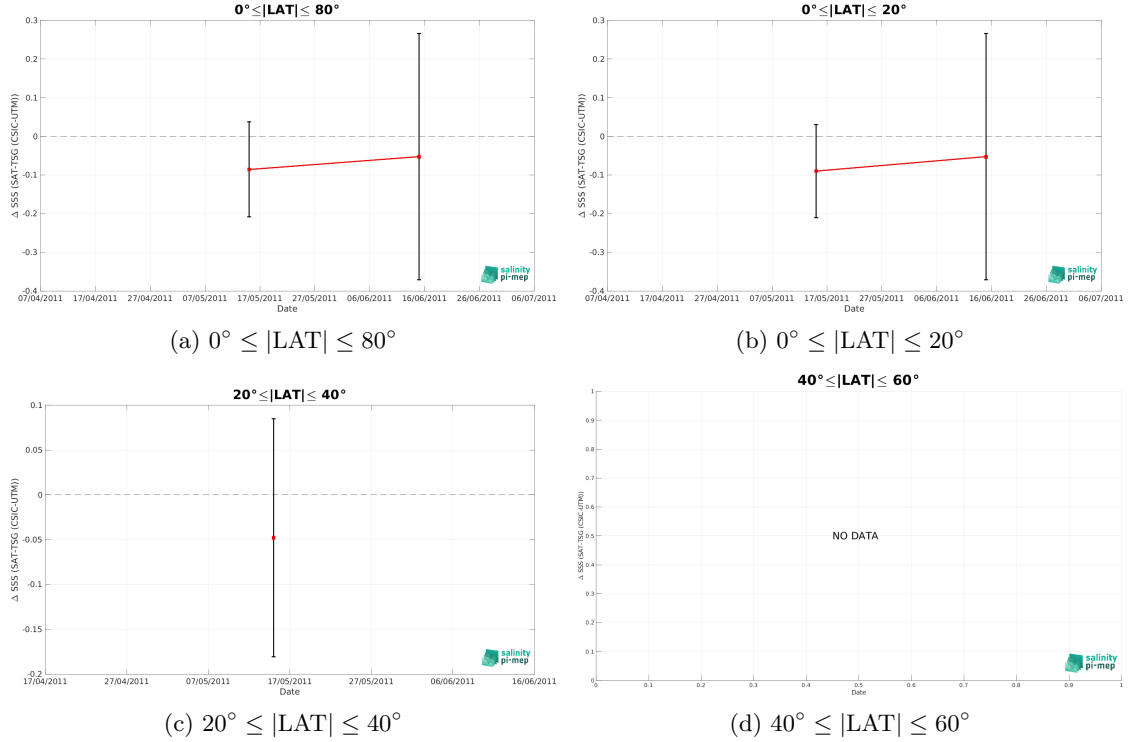 0°≤|LAT|≤ 80°
0.3
0.2
0.1
0
-0.1
-0.2
-0.3
-0.4
Δ SSS (SAT-TSG (CSIC-UTM))
07/04/2011 17/04/2011 27/04/2011 07/05/2011 17/05/2011 27/05/2011 06/06/2011 16/06/2011 26/06/2011 06/07/2011
Date
salinity
pi-mep
(a) 0° ≤ |LAT| ≤ 80°
0°≤|LAT|≤ 20°
0.3
0.2
0.1
0
-0.1
-0.2
-0.3
-0.4
Δ SSS (SAT-TSG (CSIC-UTM))
07/04/2011 17/04/2011 27/04/2011 07/05/2011 17/05/2011 27/05/2011 06/06/2011 16/06/2011 26/06/2011 06/07/2011
Date
salinity
pi-mep
(b) 0° ≤ |LAT| ≤ 20°
20°≤|LAT|≤ 40°
0.1
0.05
0
-0.05
-0.1
-0.15
-0.2
Δ SSS (SAT-TSG (CSIC-UTM))
17/04/2011 27/04/2011 07/05/2011 17/05/2011 27/05/2011 06/06/2011 16/06/2011
Date
salinity
pi-mep
(c) 20° ≤ |LAT| ≤ 40°
40°≤|LAT|≤ 60°
1
0.9
0.8
0.7
0.6
0.5
0.4
0.3
0.2
0.1
0
Δ SSS (SAT-TSG (CSIC-UTM))
NO DATA
0 0.1 0.2 0.3 0.4 0.5 0.6 0.7 0.8 0.9 1
Date
salinity
pi-mep
(d) 40° ≤ |LAT| ≤ 60°